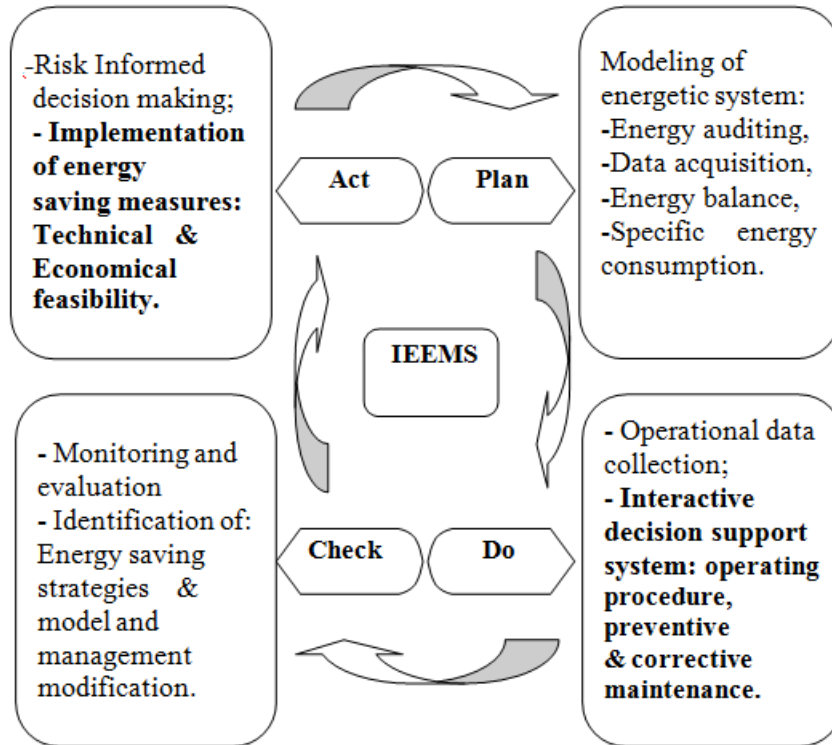 -Risk Informed
decision making;
- Implementation
of energy
saving measures:
Technical &
Economical
feasibility.
Act
Plan
Modeling of
energetic system:
-Energy auditing,
-Data acquisition,
-Energy balance,
-Specific energy
consumption.
IEEMS
- Monitoring and
evaluation
- Identification of:
Energy saving
strategies &
model and
management
modification.
Check
Do
- Operational data
collection;
- Interactive
decision support
system: operating
procedure,
preventive
& corrective
maintenance.